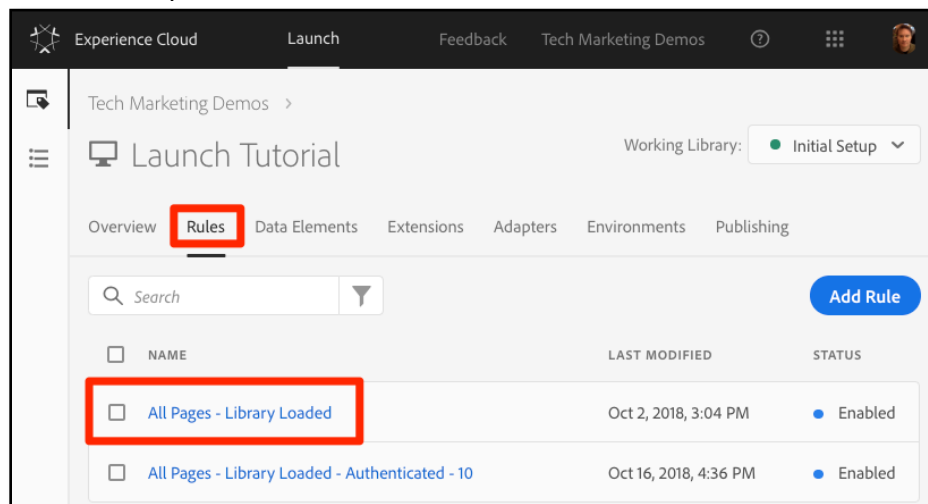 Experience Cloud Launch Feedback Tech Marketing Demos ?
Tech Marketing Demos >
Launch Tutorial Working Library: Initial Setup
Overview Rules Data Elements Extensions Adapters Environments Publishing
Search Add Rule
NAME LAST MODIFIED STATUS
All Pages - Library Loaded Oct 2, 2018, 3:04 PM Enabled
All Pages - Library Loaded - Authenticated - 10 Oct 16, 2018, 4:36 PM Enabled